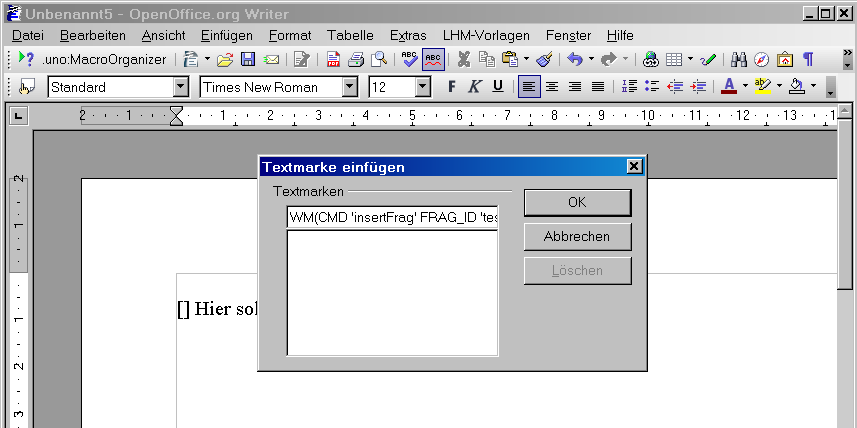 Unbenannt5 - OpenOffice.org Writer
Datei Bearbeiten Ansicht Einfügen Format Tabelle Extras LHM-Vorlagen Fenster Hilfe
.uno:MacroOrganizer ABC ABC
Standard Times New Roman 12 F K U A
2 1 1 2 3 4 5 6 7 8 9 10 11 12 13
Textmarke einfügen
Textmarken
WM(CMD 'insertFrag' FRAG_ID 'tes
OK
Abbrechen
Löschen
[] Hier sol
2
1
1
2
3